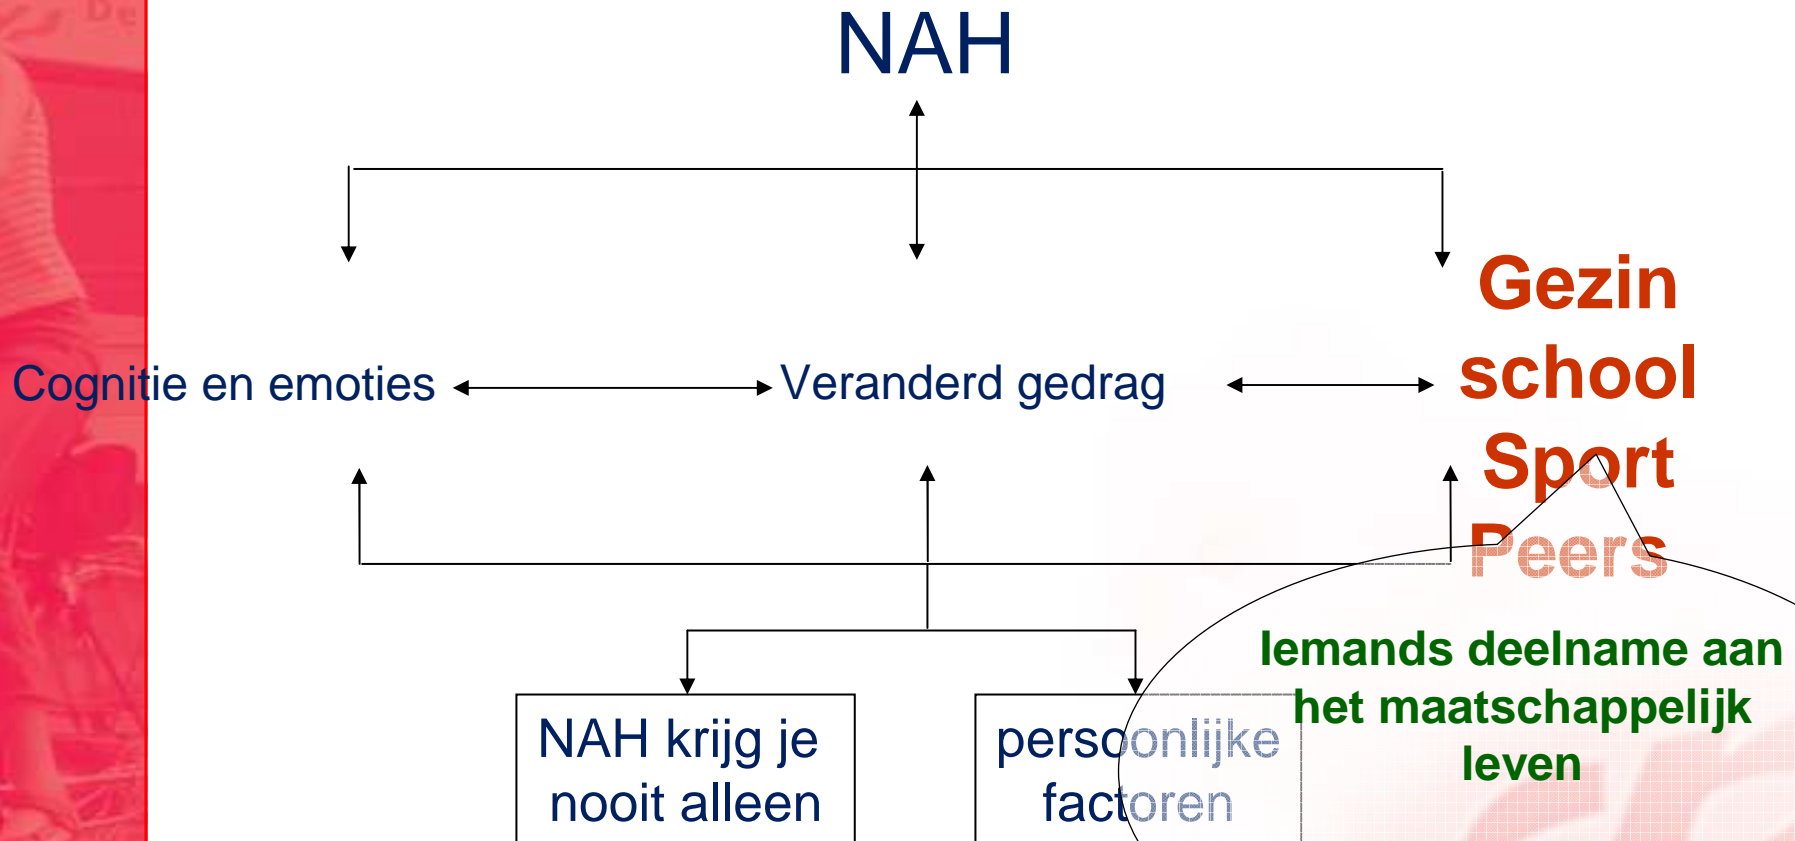 De
NAH
Cognitie en emoties
Veranderd gedrag
Gezin
school
Sport
Peers
Iemands deelname aan
het maatschappelijk
leven
NAH krijg je
nooit alleen
persoonlijke
factoren